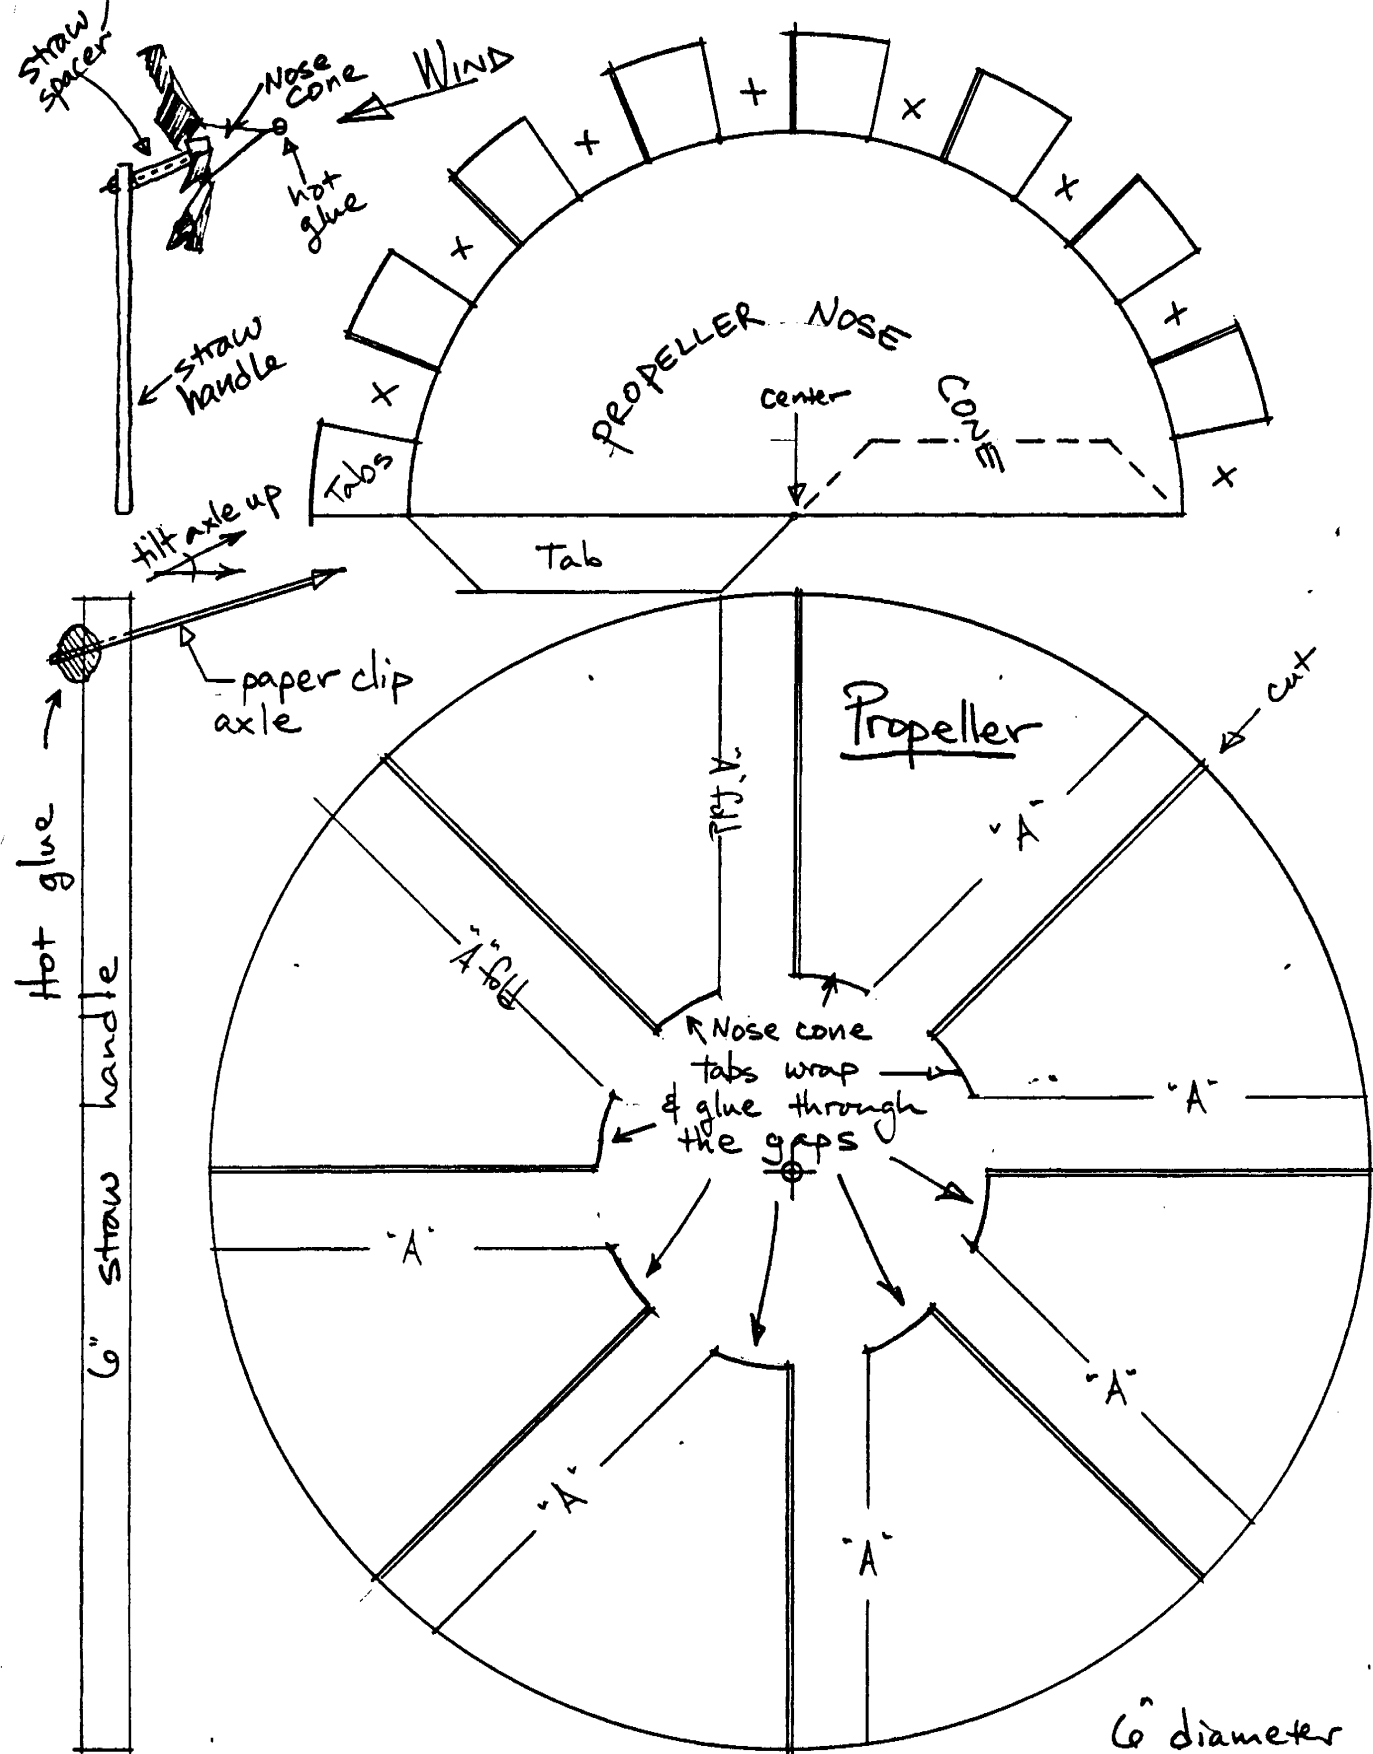 straw
spacer
Nose
cone
WIND
hot
glue
straw
handle
tilt axle up
paper clip
axle
Hot glue
6" straw handle
+
+
+
+
+
x
x
+
x
Tabs
PROPELLER NOSE
CONE
center
Tab
Propeller
cut
"A"
"A"
"A"
"A"
"A"
"A"
Nose cone
tabs wrap
& glue through
the gaps
"A"
"A"
6" diameter